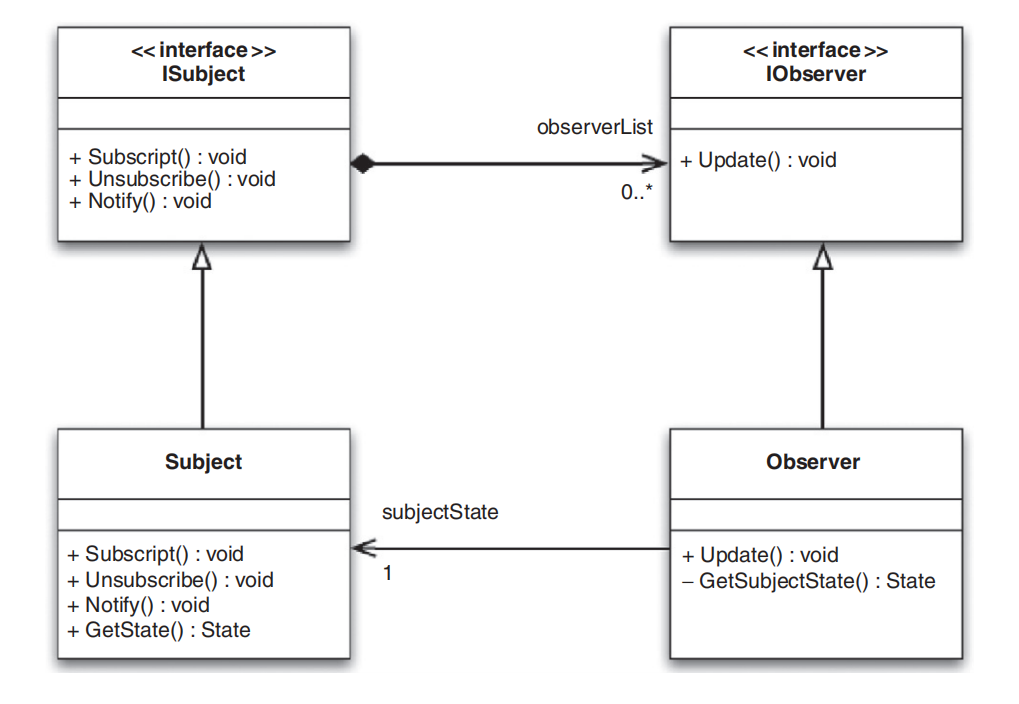 << interface >>
ISubject
+ Subscript() : void
+ Unsubscribe() : void
+ Notify() : void
observerList
0..*
<< interface >>
IObserver
+ Update() : void
Subject
+ Subscript() : void
+ Unsubscribe() : void
+ Notify() : void
+ GetState() : State
subjectState
1
Observer
+ Update() : void
– GetSubjectState() : State